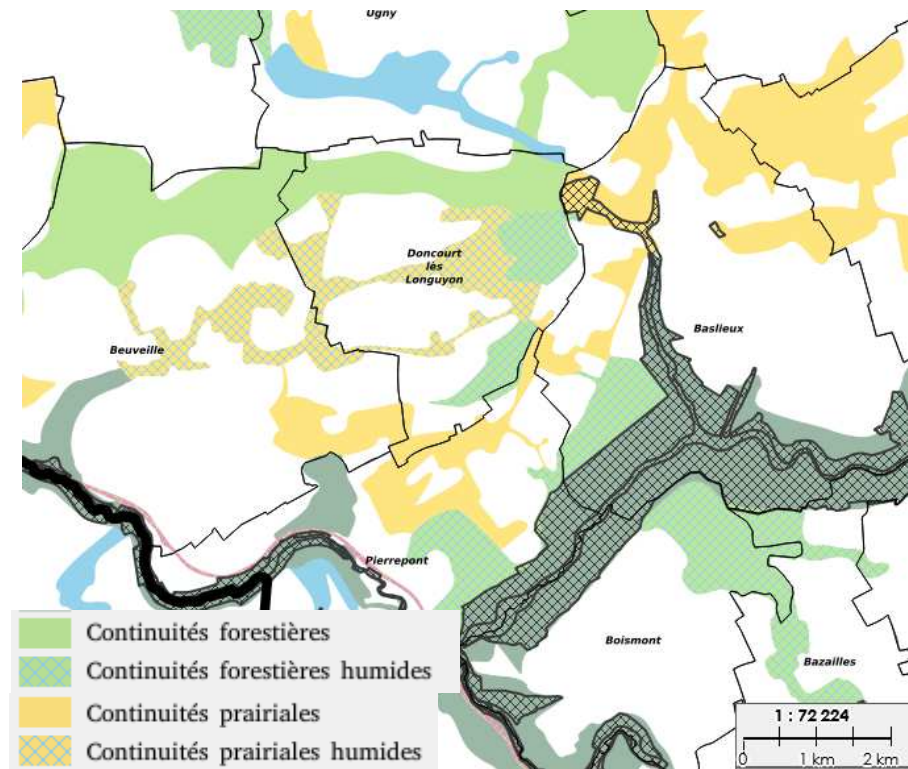 Ugny
Doncourt
lès
Longuyon
Baslieux
Beuveille
Pierrepont
Boismont
Bazailles
Continuités forestières
Continuités forestières humides
Continuités prairiales
Continuités prairiales humides
1 : 72 224
0 1 km 2 km